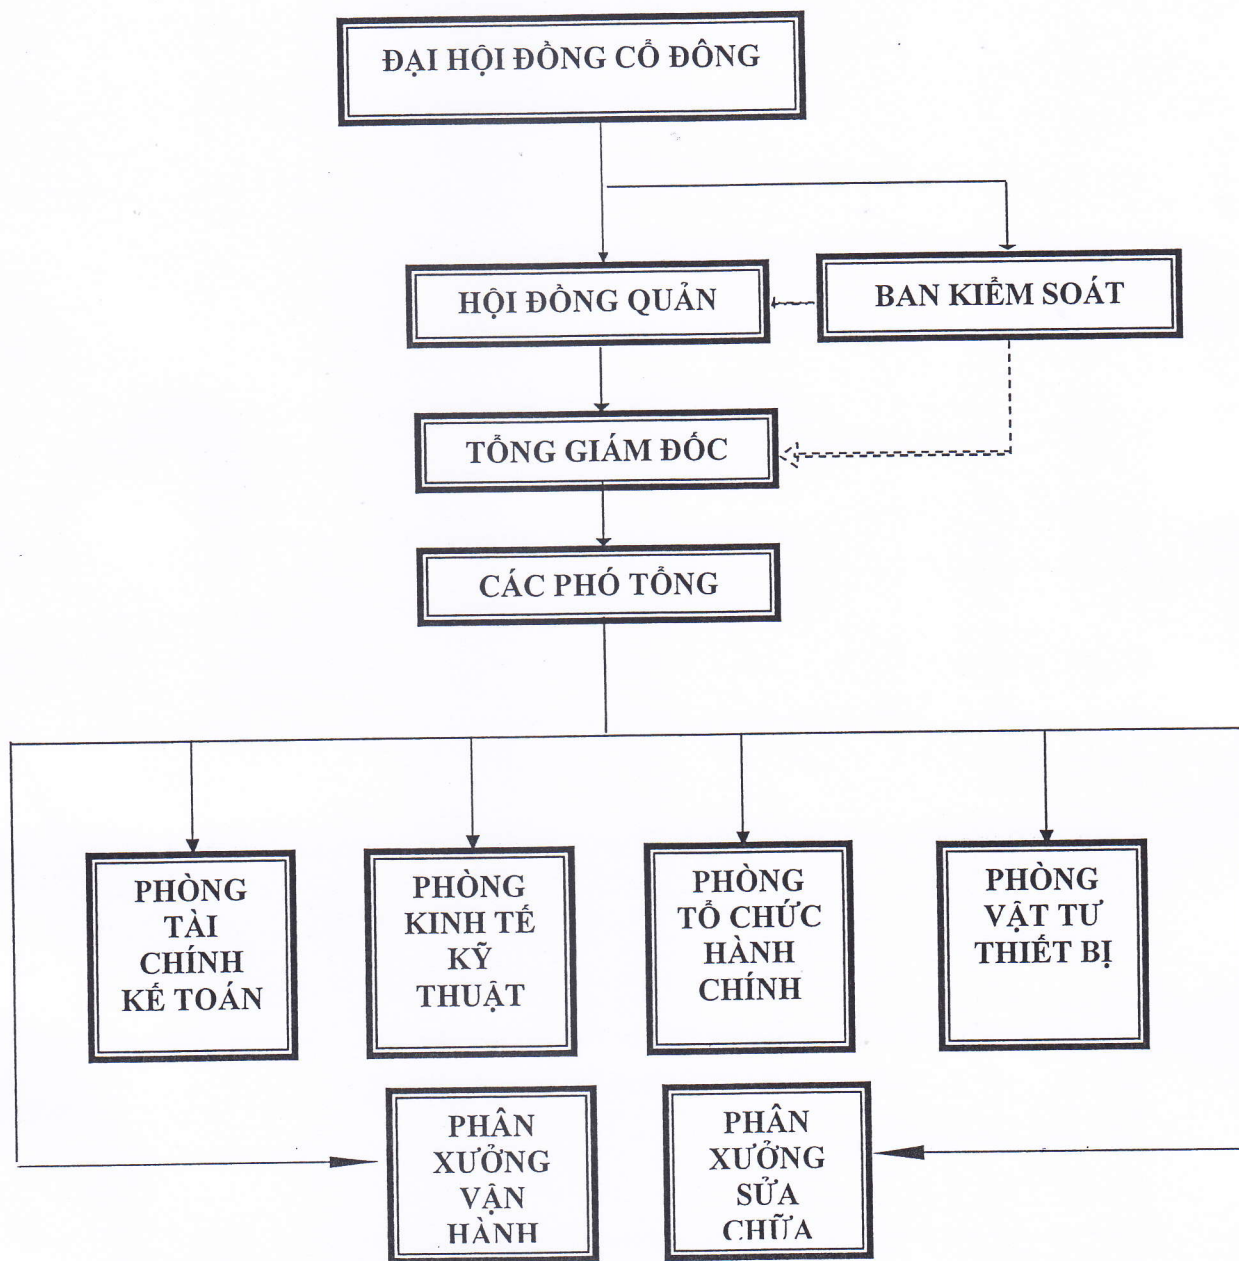 ĐẠI HỘI ĐỒNG CỔ ĐÔNG
HỘI ĐỒNG QUẢN
BAN KIỂM SOÁT
TỔNG GIÁM ĐỐC
CÁC PHÓ TỔNG
PHÒNG
TÀI
CHÍNH
KẾ TOÁN
PHÒNG
KINH TẾ
KỸ
THUẬT
PHÒNG
TỔ CHỨC
HÀNH
CHÍNH
PHÒNG
VẬT TƯ
THIẾT BỊ
PHÂN
XƯỞNG
VẬN
HÀNH
PHÂN
XƯỞNG
SỬA
CHỮA